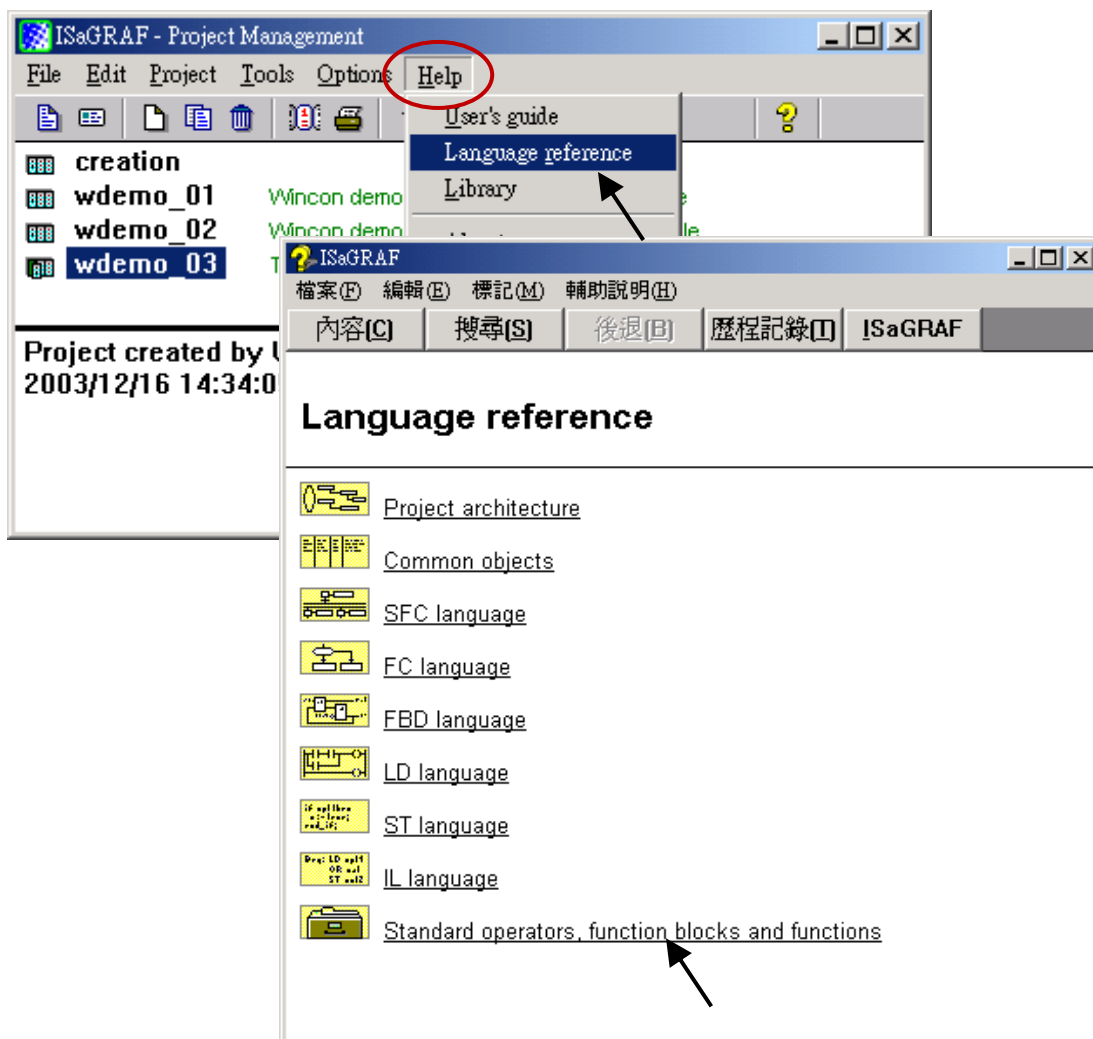 ISaGRAF - Project Management
File Edit Project Tools Options Help
User's guide
Language reference
Library
creation
wdemo_01 Wincon demo
wdemo_02 Wincon demo le
wdemo_03 T
Project created by
2003/12/16 14:34:0
ISaGRAF
檔案(F) 編輯(E) 標記(M) 輔助說明(H)
內容(C) 搜尋(S) 後退(B) 歷程記錄(T) ISaGRAF
Language reference
Project architecture
Common objects
SFC language
FC language
FBD language
LD language
ST language
IL language
Standard operators, function blocks and functions